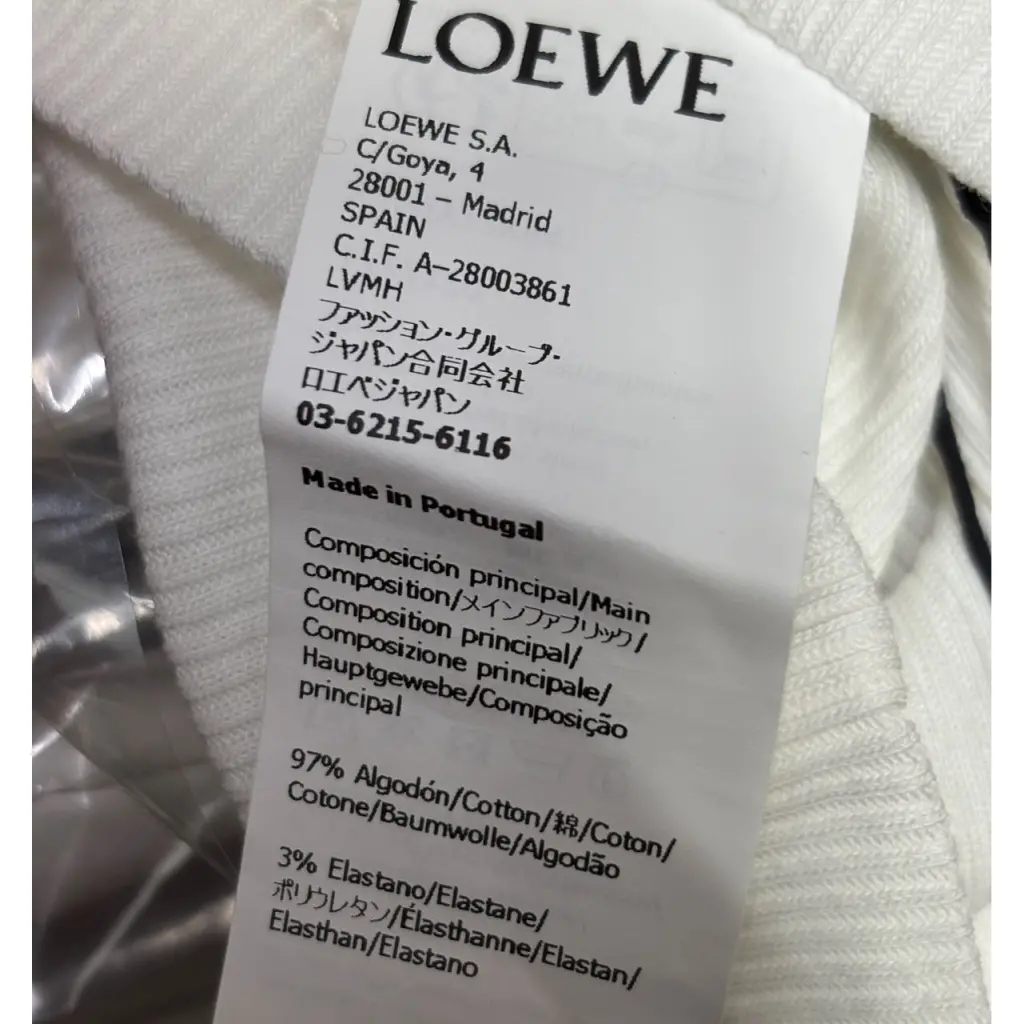 LOEWE
LOEWE S.A.
C/Goya, 4
28001 – Madrid
SPAIN
C.I.F. A–28003861
LVMH
ファッション・グループ・
ジャパン合同会社
ロエベジャパン
03-6215-6116
Made in Portugal
Composición principal/Main
composition/メインファブリック/
Composition principal/
Composizione principale/
Hauptgewebe/Composição
principal
97% Algodón/Cotton/綿/Coton/
Cotone/Baumwolle/Algodão
3% Elastano/Elastane/
ポリウレタン/Élasthanne/Elastan/
Elasthan/Elastano